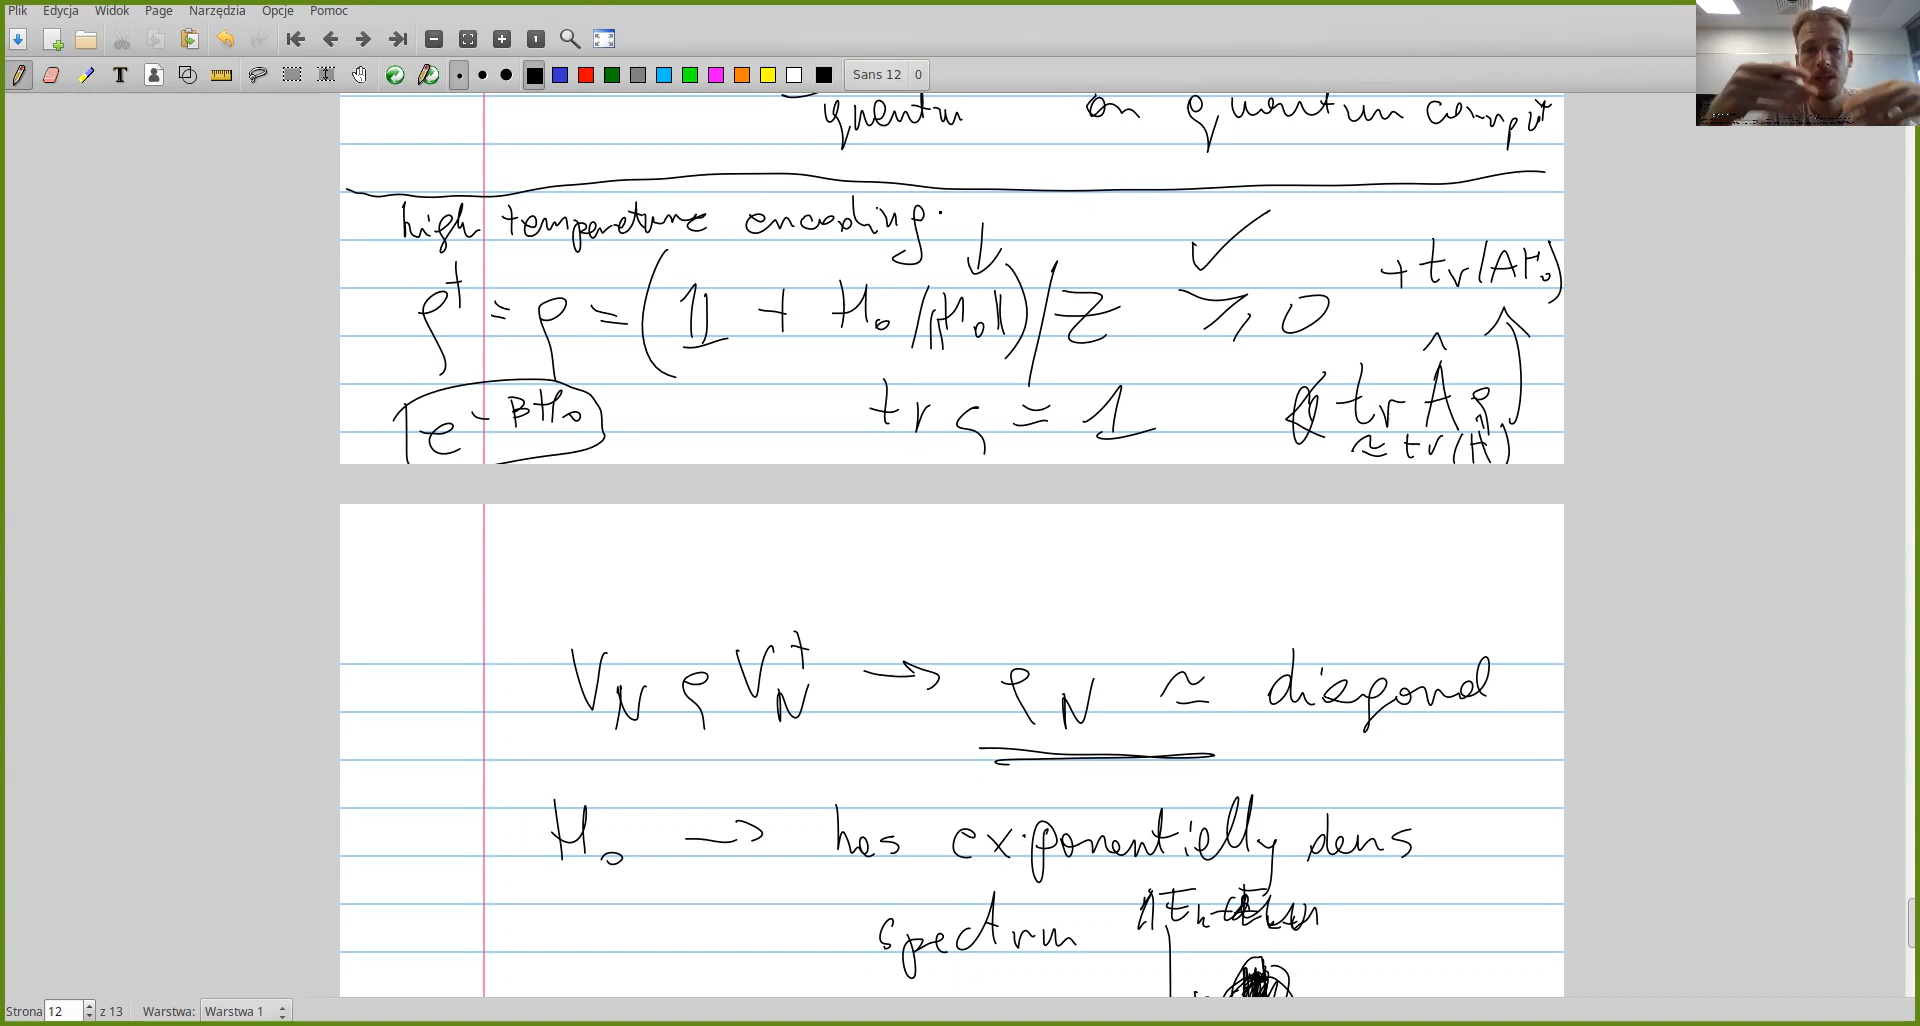 Plik Edycja Widok Page Narzędzia Opcje Pomoc
Sans 12 0
quantum on quantum comput
high temperature encoding.
ρ† = ρ = (𝟙 + H₀/‖H₀‖)/Z ⩾ 0 ✓
+ tr(AH₀)
e^-βH₀
tr ρ = 1
tr Â ρ
≈ tr(A)
V_N ρ V_N† → ρ_N ≅ diagonal
H₀ → has exponentially dens
spectrum
Strona 12 z 13 Warstwa: Warstwa 1